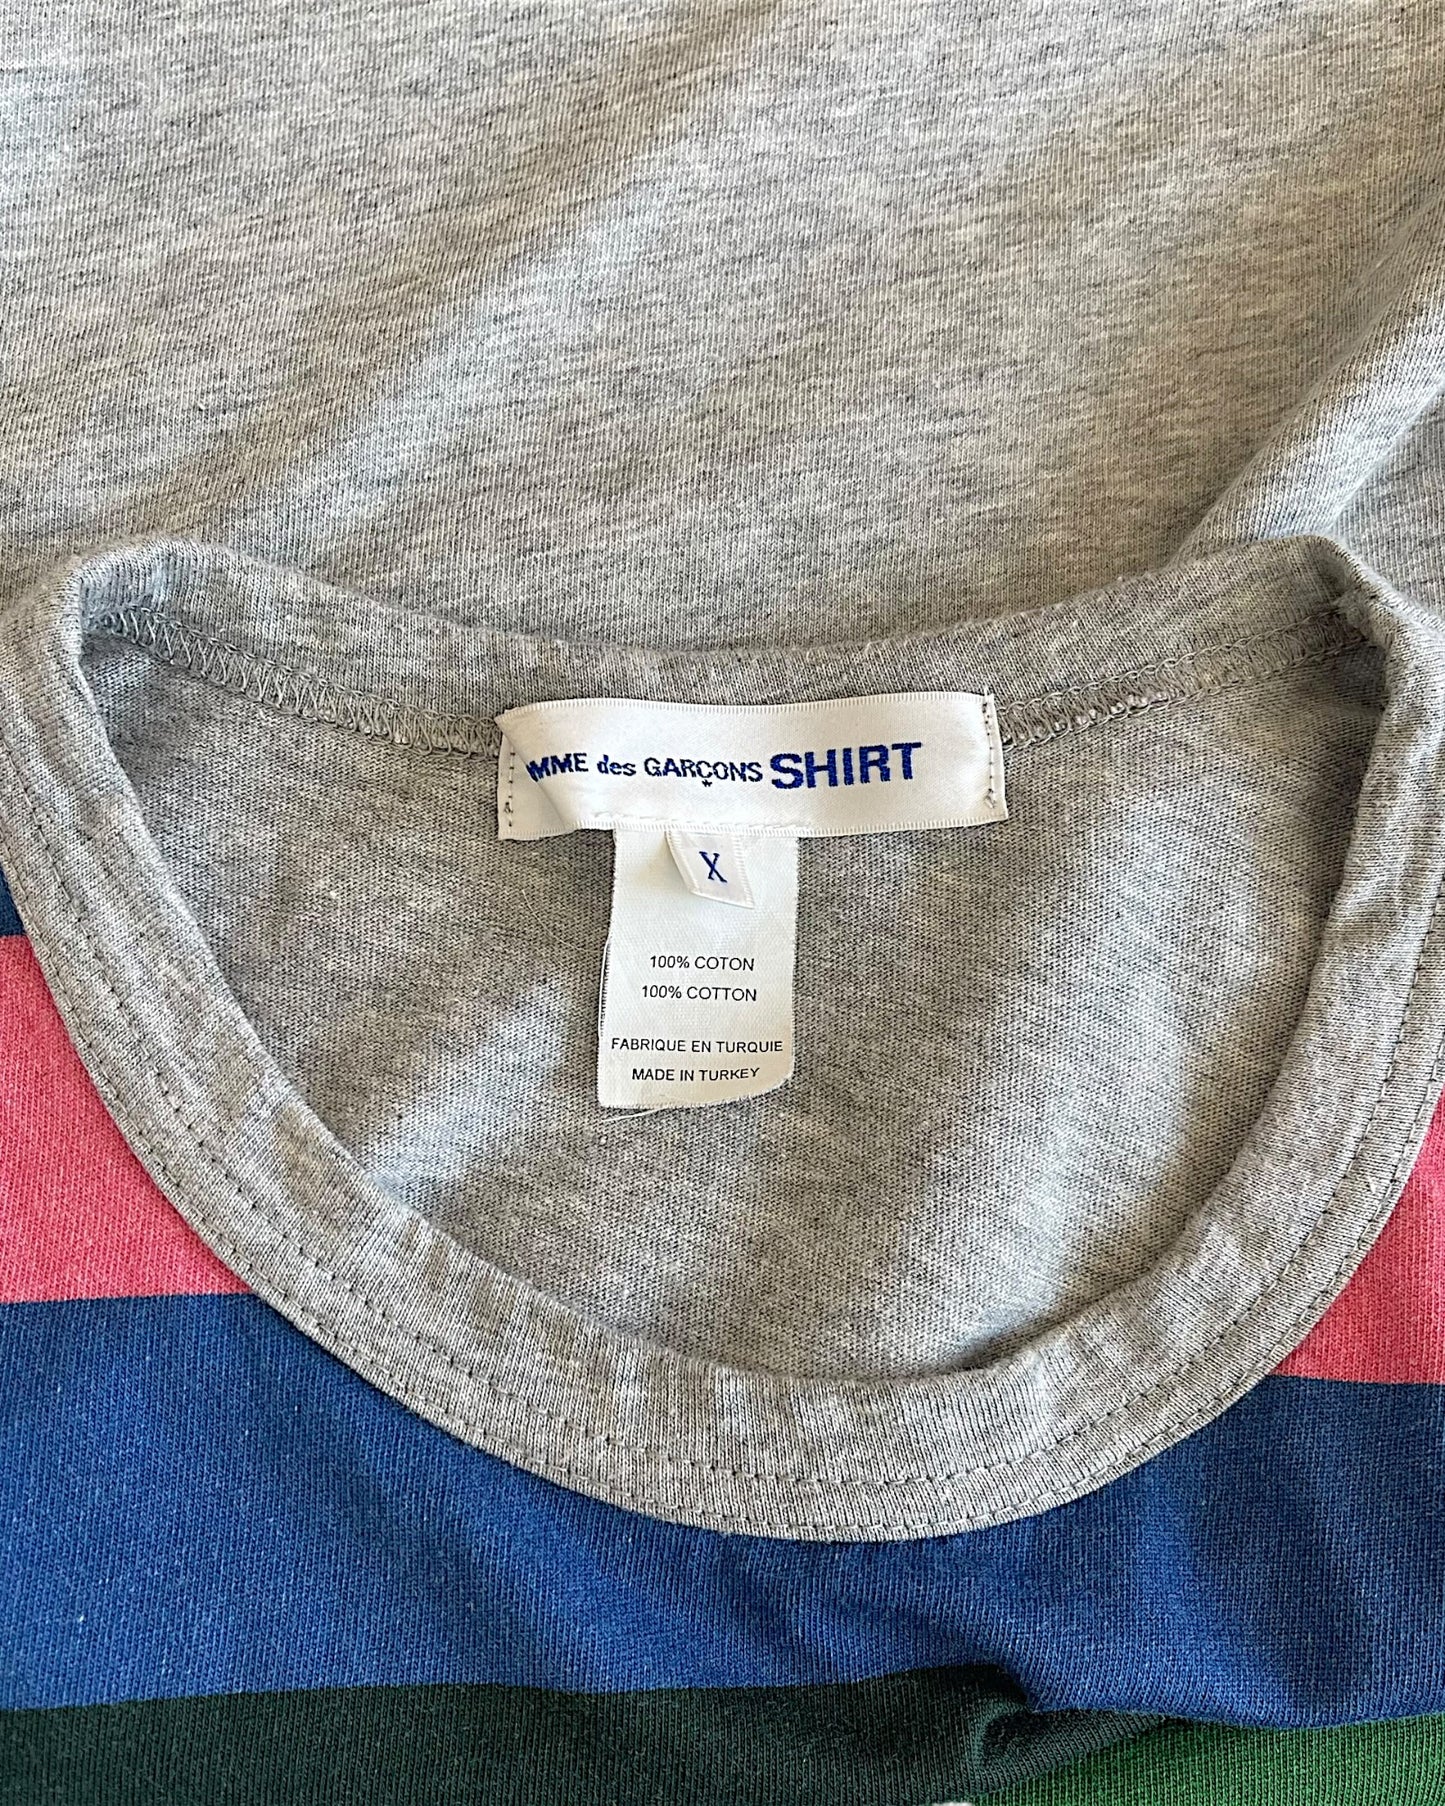 MME des GARÇONS SHIRT
X
100% COTON
100% COTTON
FABRIQUE EN TURQUIE
MADE IN TURKEY